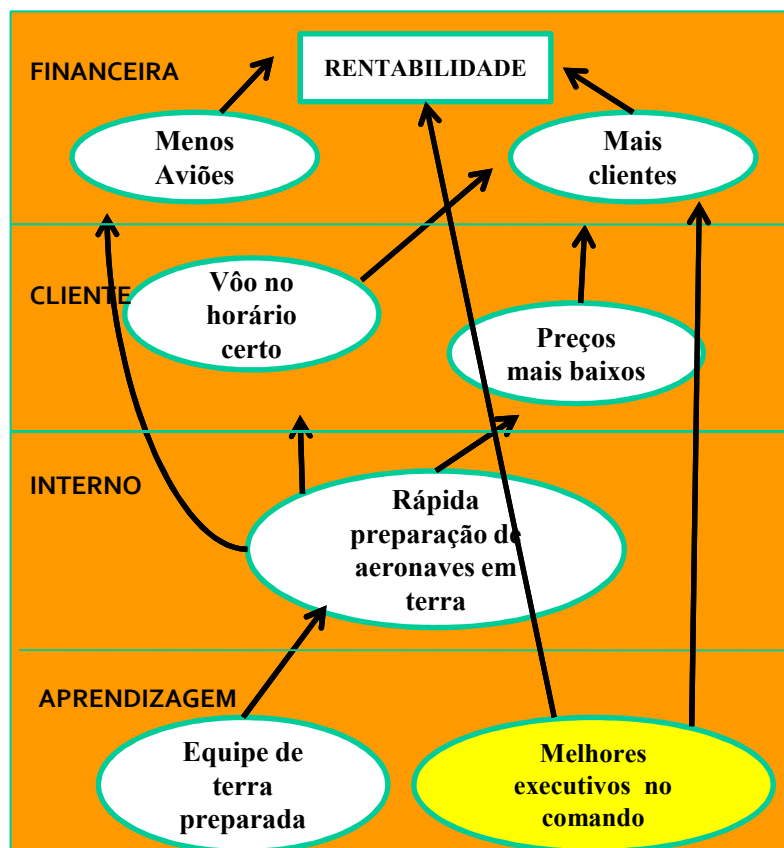 FINANCEIRA
RENTABILIDADE
Menos
Aviões
Mais
clientes
CLIENTE
Vôo no
horário
certo
Preços
mais baixos
INTERNO
Rápida
preparação de
aeronaves em
terra
APRENDIZAGEM
Equipe de
terra
preparada
Melhores
executivos no
comando